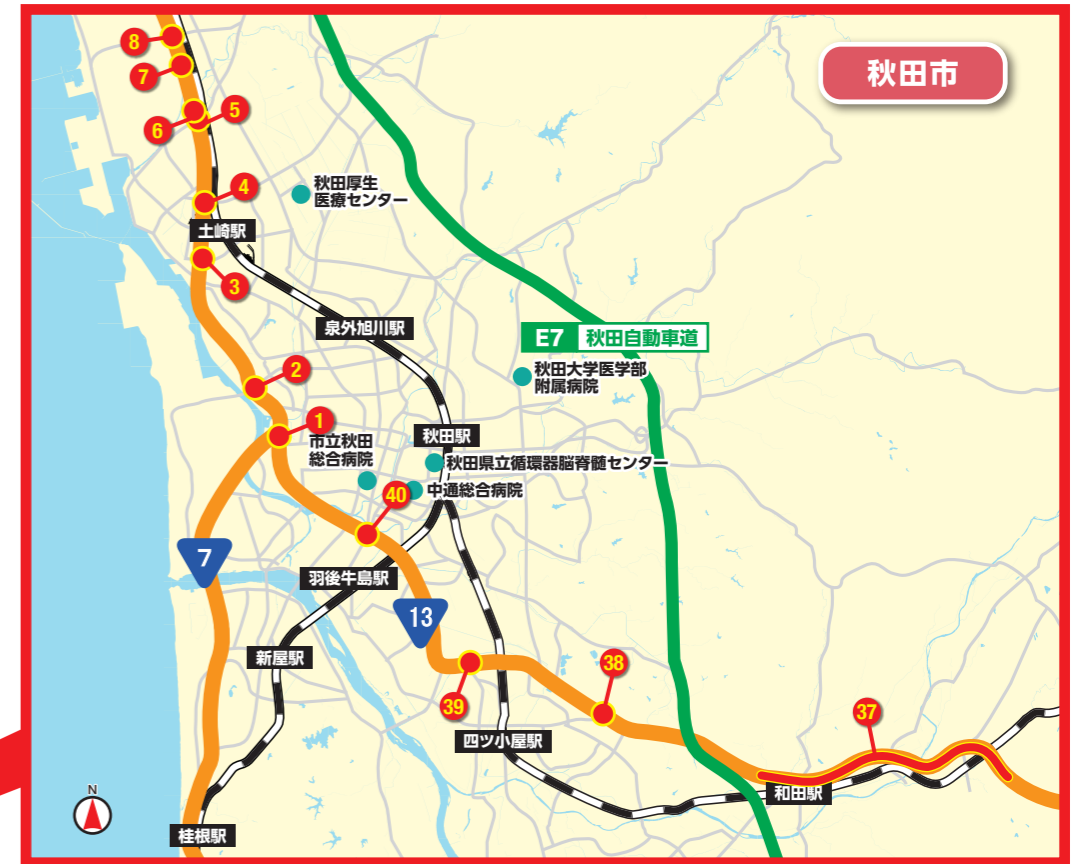 秋田市
8
7
6
5
4
秋田厚生
医療センター
土崎駅
3
泉外旭川駅
E7 秋田自動車道
秋田大学医学部
附属病院
2
1
市立秋田
総合病院
秋田駅
秋田県立循環器脳脊髄センター
中通総合病院
40
7
羽後牛島駅
13
新屋駅
39
38
37
四ツ小屋駅
和田駅
桂根駅
N